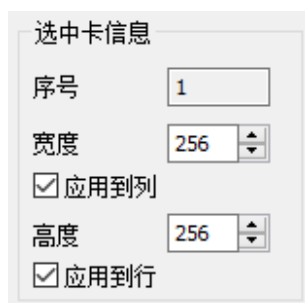 选中卡信息
序号 1
宽度 256
应用到列
高度 256
应用到行